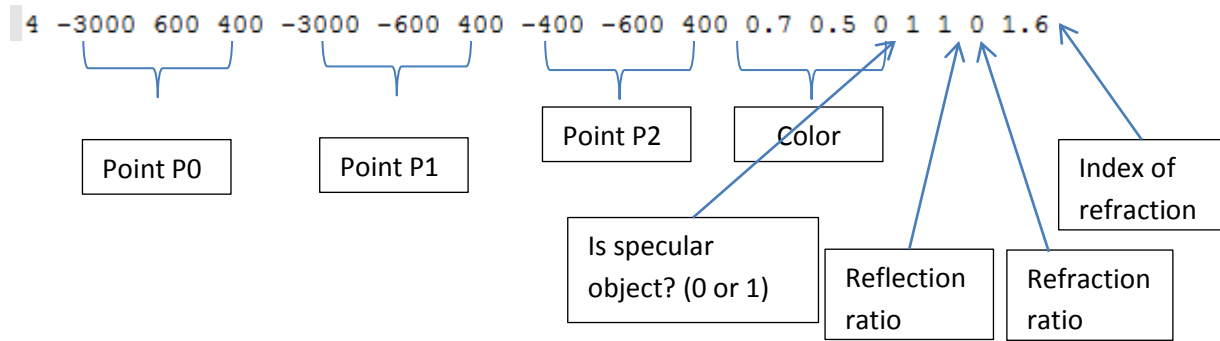 4 -3000 600 400 -3000 -600 400 -400 -600 400 0.7 0.5 0 1 1 0 1.6
Point P0
Point P1
Point P2
Color
Index of
refraction
Is specular
object? (0 or 1)
Reflection
ratio
Refraction
ratio